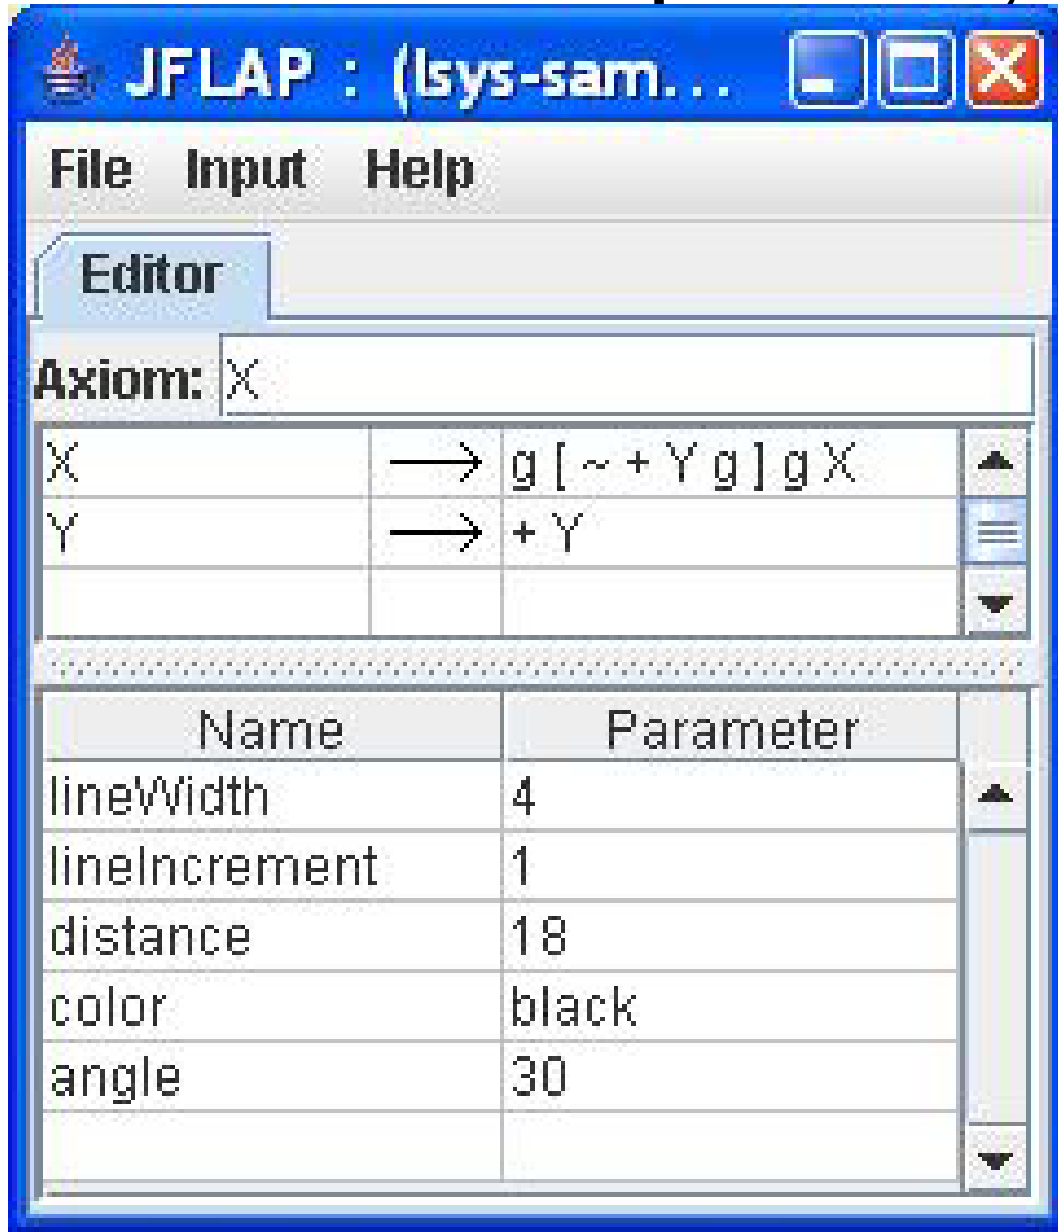 JFLAP : (lsys-sam...
File Input Help
Editor
Axiom: X
X → g [ ~ + Y g ] g X
Y → + Y
Name Parameter
lineWidth 4
lineIncrement 1
distance 18
color black
angle 30